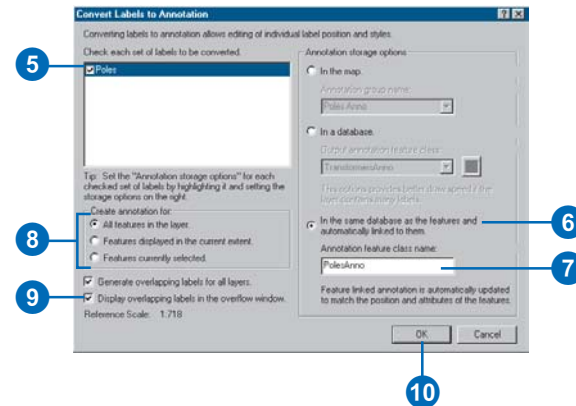 Convert Labels to Annotation
Converting labels to annotation allows editing of individual label position and styles.
Check each set of labels to be converted.
5
Poles
Tip: Set the "Annotation storage options" for each
checked set of labels by highlighting it and setting the
storage options on the right.
Create annotation for:
8
All features in the layer.
Features displayed in the current extent.
Features currently selected.
Generate overlapping labels for all layers.
9
Display overlapping labels in the overflow window.
Reference Scale: 1:718
Annotation storage options
In the map.
Annotation group name:
Poles Anno
In a database.
Output annotation feature class:
TransformersAnno
This option provides better draw speed if the
layer contains many labels.
In the same database as the features and
automatically linked to them.
6
Annotation feature class name:
PolesAnno
7
Feature linked annotation is automatically updated
to match the position and attributes of the features.
OK
Cancel
10